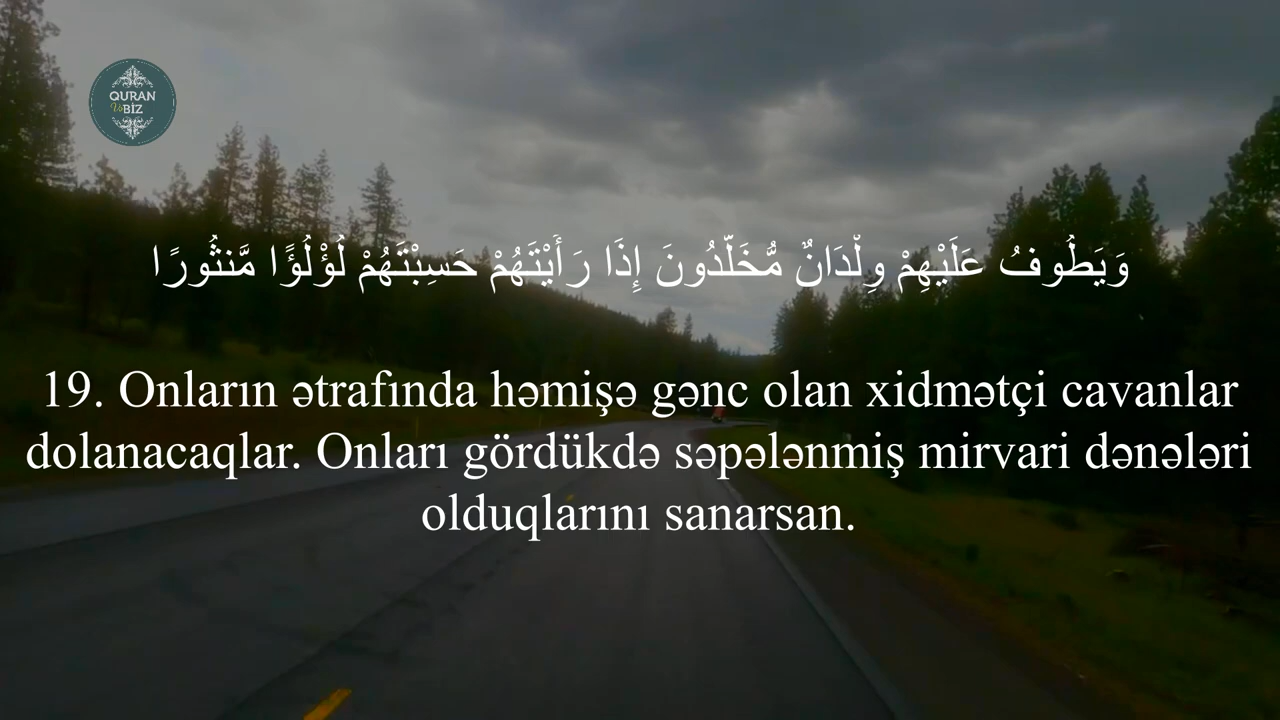 QURAN
Və BİZ
وَيَطُوفُ عَلَيْهِمْ وِلْدَانٌ مُّخَلَّدُونَ إِذَا رَأَيْتَهُمْ حَسِبْتَهُمْ لُؤْلُؤًا مَّنثُورًا
19. Onların ətrafında həmişə gənc olan xidmətçi cavanlar
dolanacaqlar. Onları gördükdə səpələnmiş mirvari dənələri
olduqlarını sanarsan.